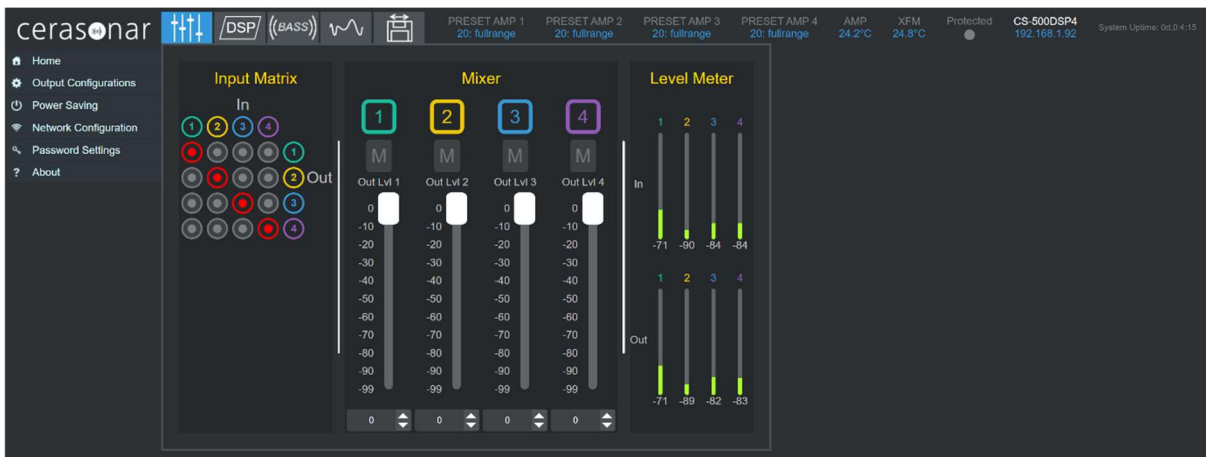 cerasonar
DSP
((BASS))
PRESET AMP 1
20: fullrange
PRESET AMP 2
20: fullrange
PRESET AMP 3
20: fullrange
PRESET AMP 4
20: fullrange
AMP
24.2°C
XFM
24.8°C
Protected
CS-500DSP4
192.168.1.92
System Uptime: 0d,0:4:15
Home
Output Configurations
Power Saving
Network Configuration
Password Settings
? About
Input Matrix
In
1 2 3 4
1
2 Out
3
4
Mixer
1 2 3 4
M M M M
Out Lvl 1 Out Lvl 2 Out Lvl 3 Out Lvl 4
0 0 0 0
-10 -10 -10 -10
-20 -20 -20 -20
-30 -30 -30 -30
-40 -40 -40 -40
-50 -50 -50 -50
-60 -60 -60 -60
-70 -70 -70 -70
-80 -80 -80 -80
-90 -90 -90 -90
-99 -99 -99 -99
0 0 0 0
Level Meter
1 2 3 4
In
-71 -90 -84 -84
1 2 3 4
Out
-71 -89 -82 -83